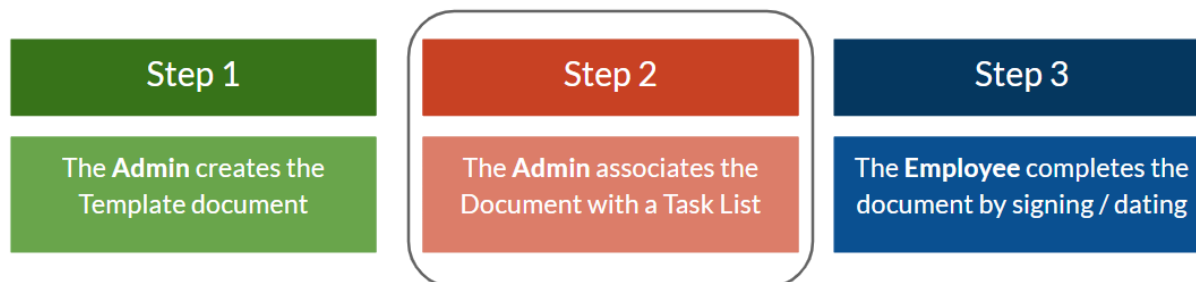 Step 1
The Admin creates the
Template document
Step 2
The Admin associates the
Document with a Task List
Step 3
The Employee completes the
document by signing / dating